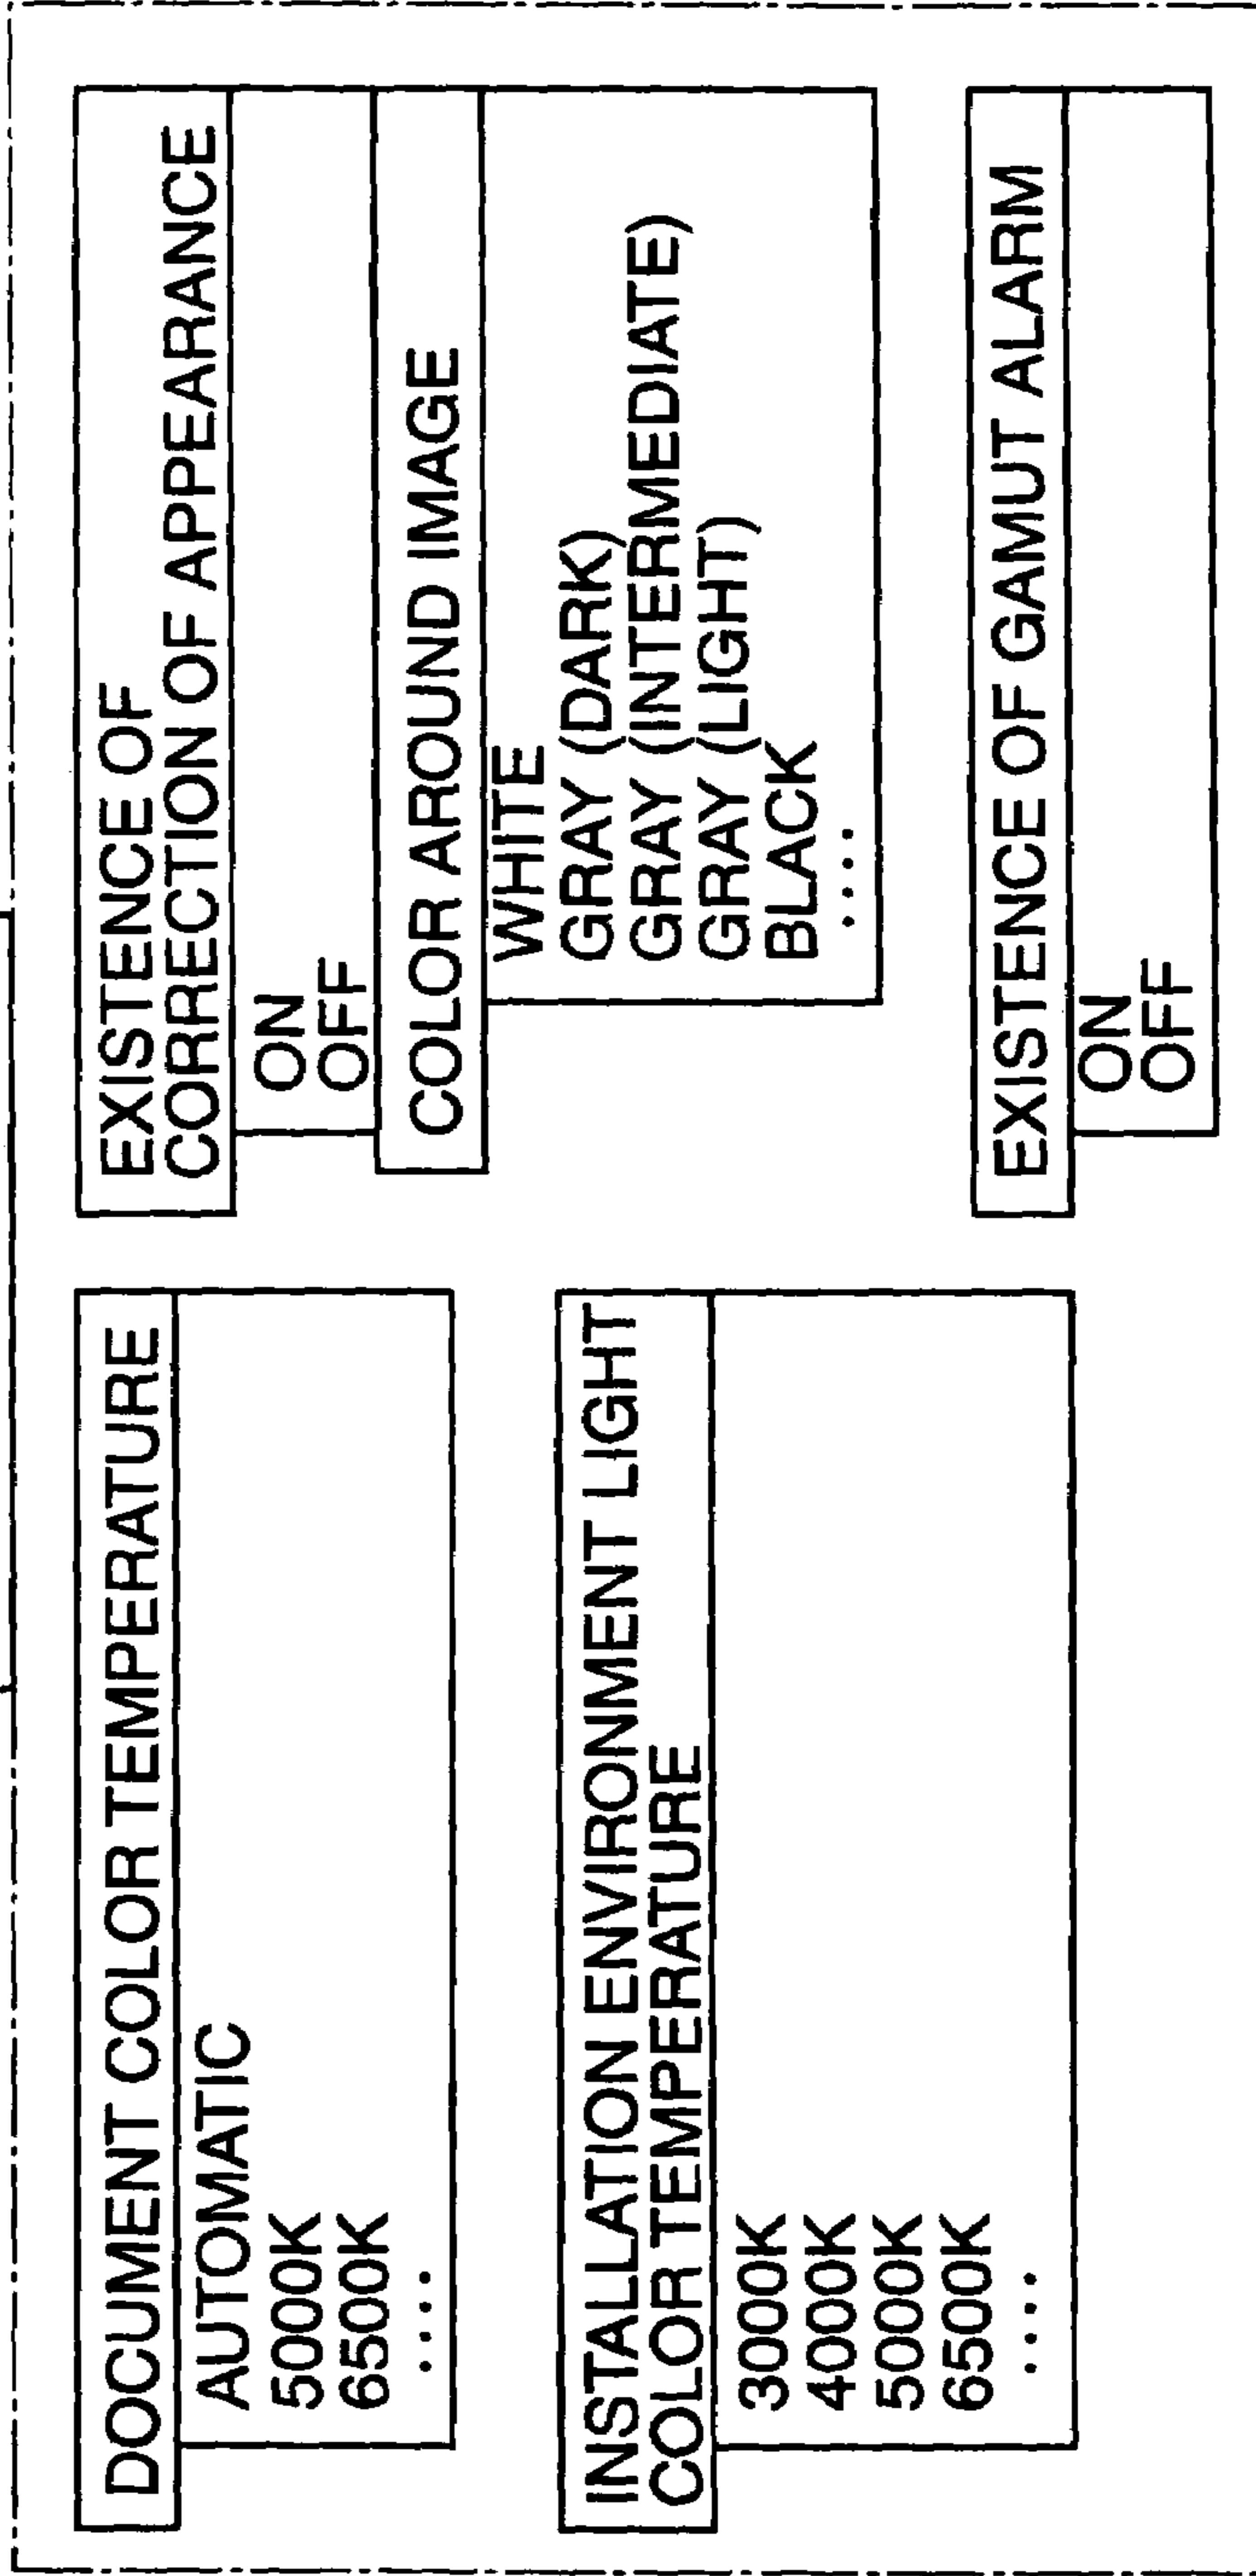 DOCUMENT COLOR TEMPERATURE
AUTOMATIC
5000K
6500K
....
INSTALLATION ENVIRONMENT LIGHT
COLOR TEMPERATURE
3000K
4000K
5000K
6500K
....
EXISTENCE OF
CORRECTION OF APPEARANCE
ON
OFF
COLOR AROUND IMAGE
WHITE
GRAY (DARK)
GRAY (INTERMEDIATE)
GRAY (LIGHT)
BLACK
....
EXISTENCE OF GAMUT ALARM
ON
OFF